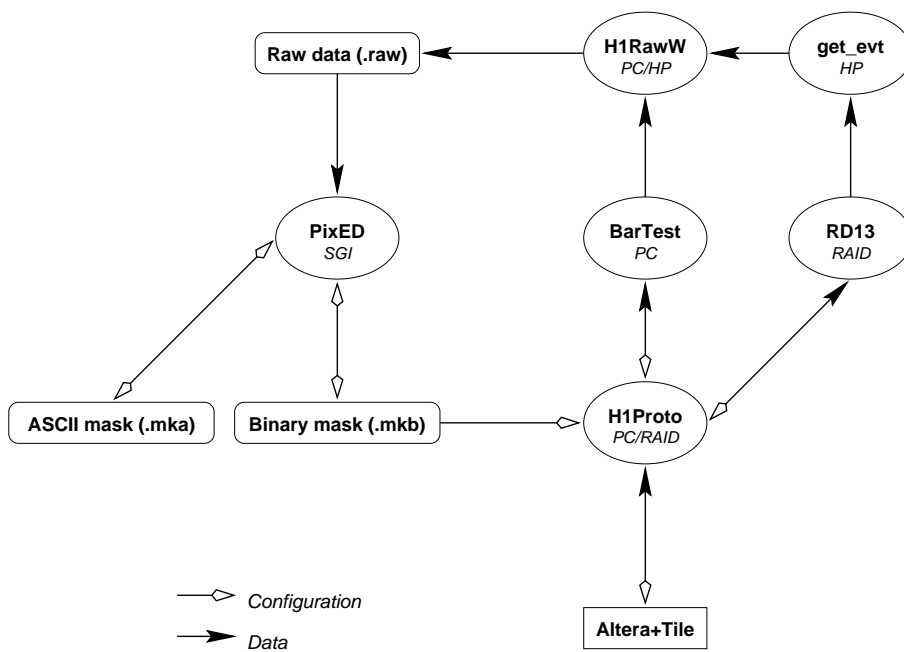 Raw data (.raw)
H1RawW
PC/HP
get_evt
HP
PixED
SGI
BarTest
PC
RD13
RAID
ASCII mask (.mka)
Binary mask (.mkb)
H1Proto
PC/RAID
Configuration
Data
Altera+Tile